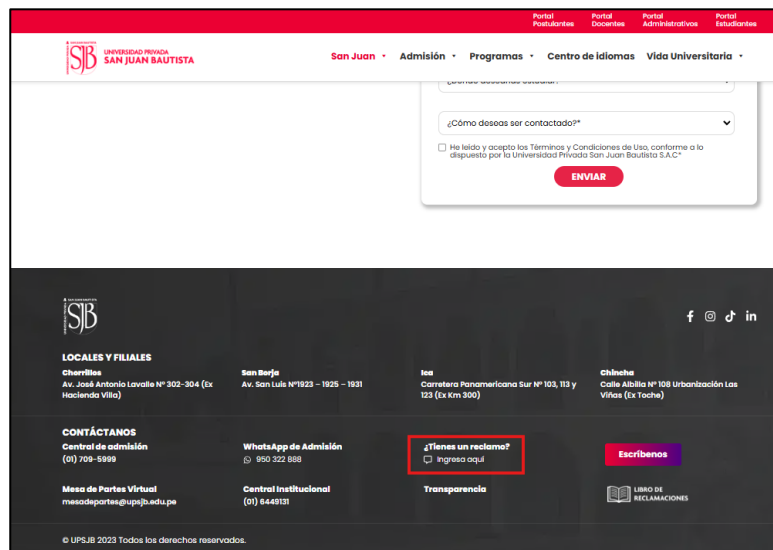 Portal Postulantes
Portal Docentes
Portal Administrativos
Portal Estudiantes
SJB
UNIVERSIDAD PRIVADA
SAN JUAN BAUTISTA
San Juan
Admisión
Programas
Centro de idiomas
Vida Universitaria
¿Cómo deseas ser contactado?*
He leído y acepto los Términos y Condiciones de Uso, conforme a lo
dispuesto por la Universidad Privada San Juan Bautista S.A.C*
ENVIAR
SJB
LOCALES Y FILIALES
Chorrillos
Av. José Antonio Lavalle Nº 302-304 (Ex
Hacienda Villa)
San Borja
Av. San Luis Nº1923 – 1925 – 1931
Ica
Carretera Panamericana Sur Nº 103, 113 y
123 (Ex Km 300)
Chincha
Calle Albilla Nº 108 Urbanización Las
Viñas (Ex Toche)
CONTÁCTANOS
Central de admisión
(01) 709-5999
WhatsApp de Admisión
950 322 888
¿Tienes un reclamo?
Ingresa aquí
Escríbenos
Mesa de Partes Virtual
mesadepartes@upsjb.edu.pe
Central Institucional
(01) 6449131
Transparencia
LIBRO DE
RECLAMACIONES
© UPSJB 2023 Todos los derechos reservados.